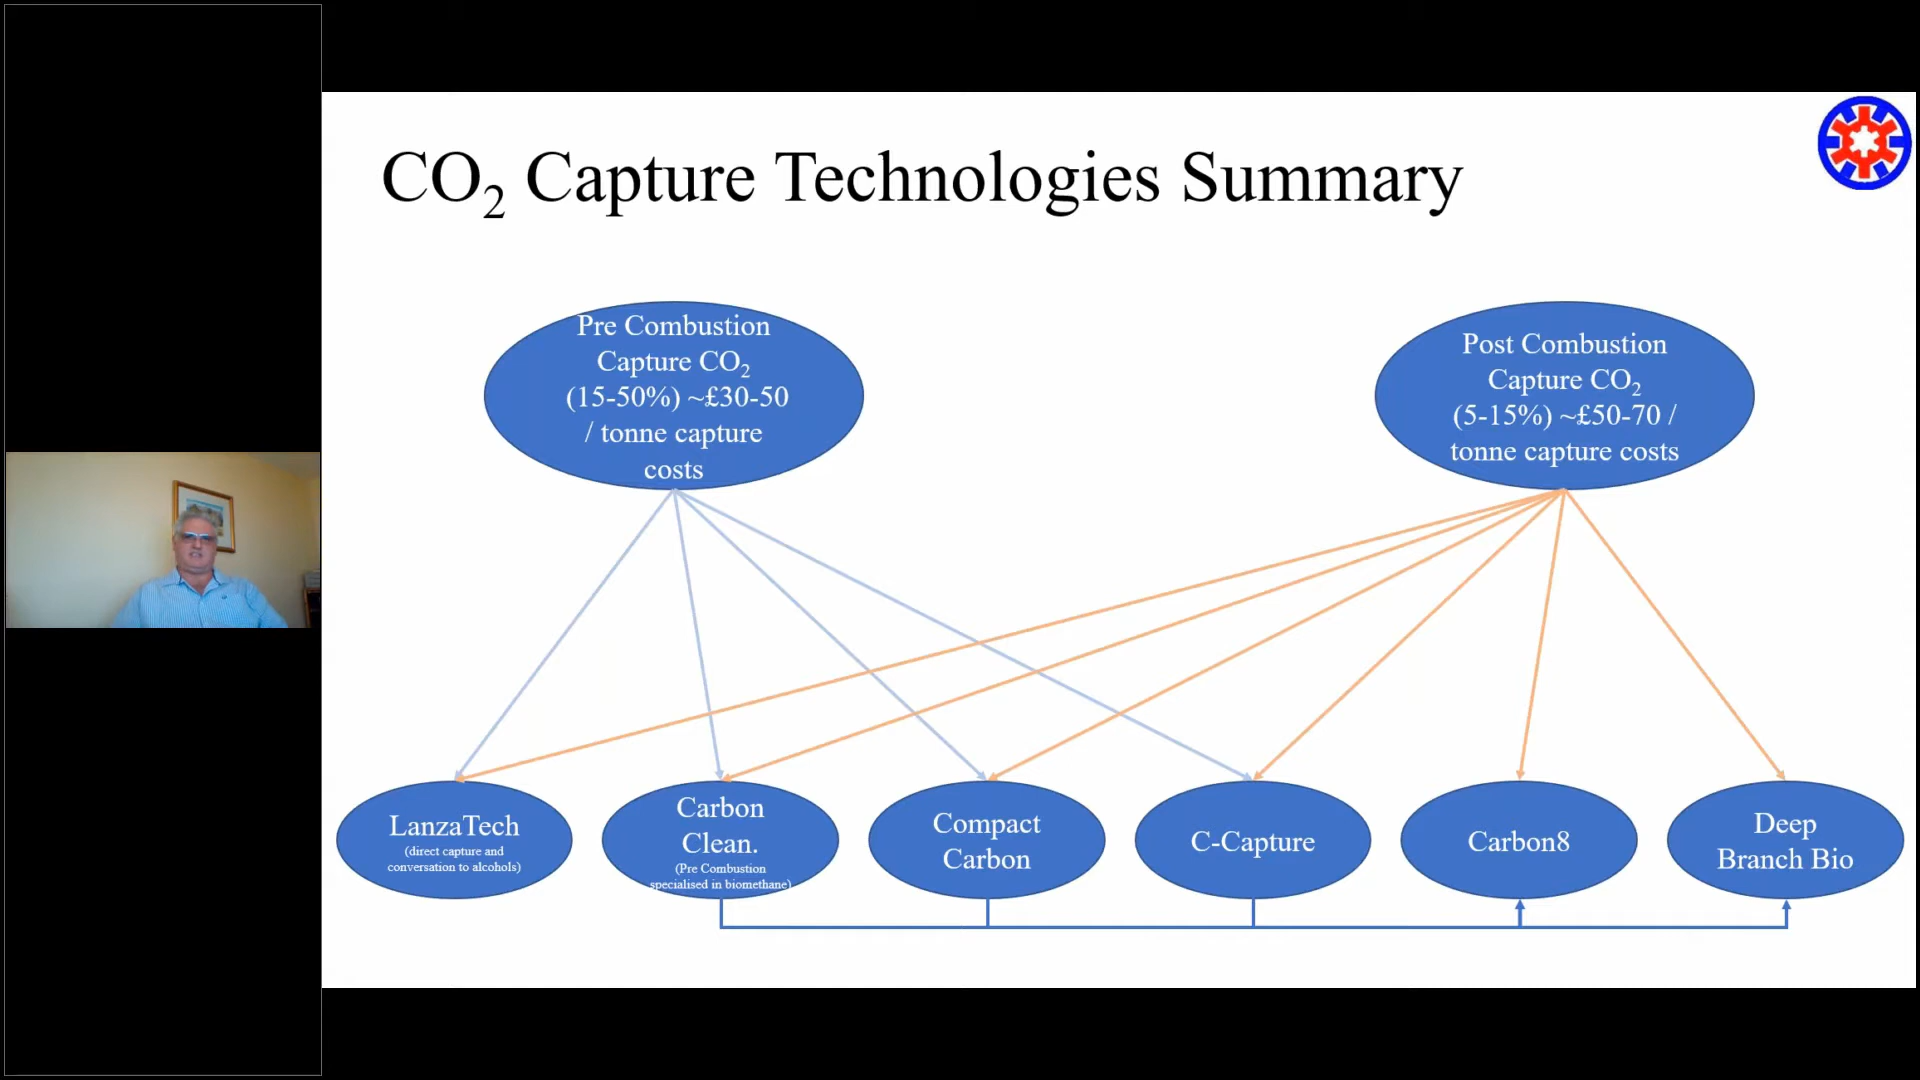 CO2 Capture Technologies Summary
Pre Combustion
Capture CO2
(15-50%) ~£30-50
/ tonne capture
costs
Post Combustion
Capture CO2
(5-15%) ~£50-70 /
tonne capture costs
LanzaTech
(direct capture and
conversation to alcohols)
Carbon
Clean.
(Pre Combustion
specialised in biomethane)
Compact
Carbon
C-Capture
Carbon8
Deep
Branch Bio